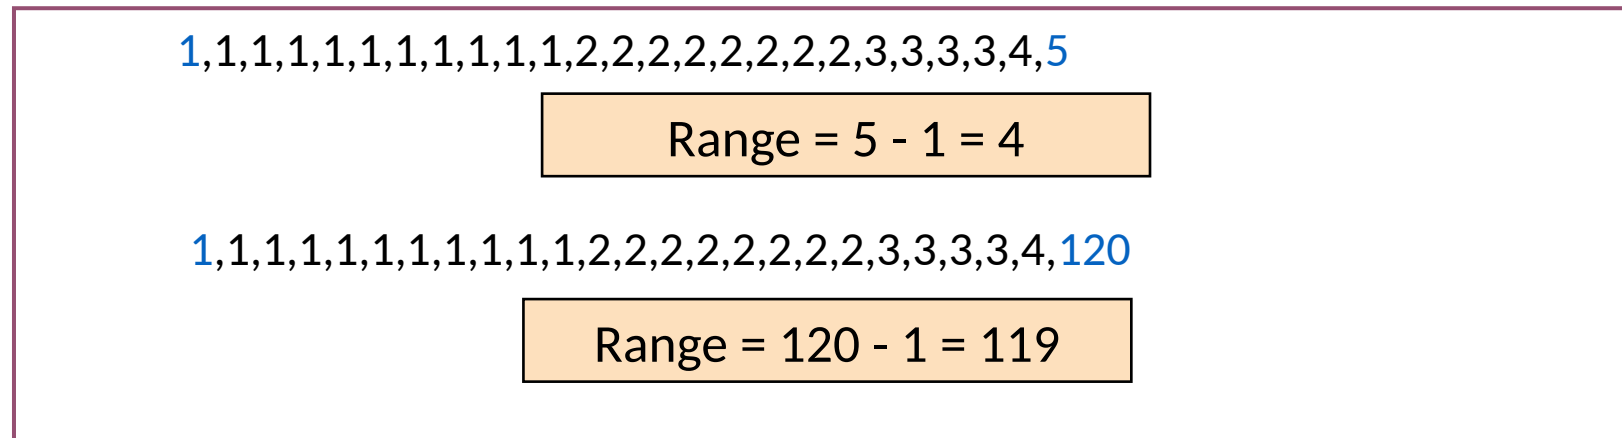 1,1,1,1,1,1,1,1,1,1,1,2,2,2,2,2,2,2,2,3,3,3,3,4,5
Range = 5 - 1 = 4
1,1,1,1,1,1,1,1,1,1,1,2,2,2,2,2,2,2,2,3,3,3,3,4,120
Range = 120 - 1 = 119